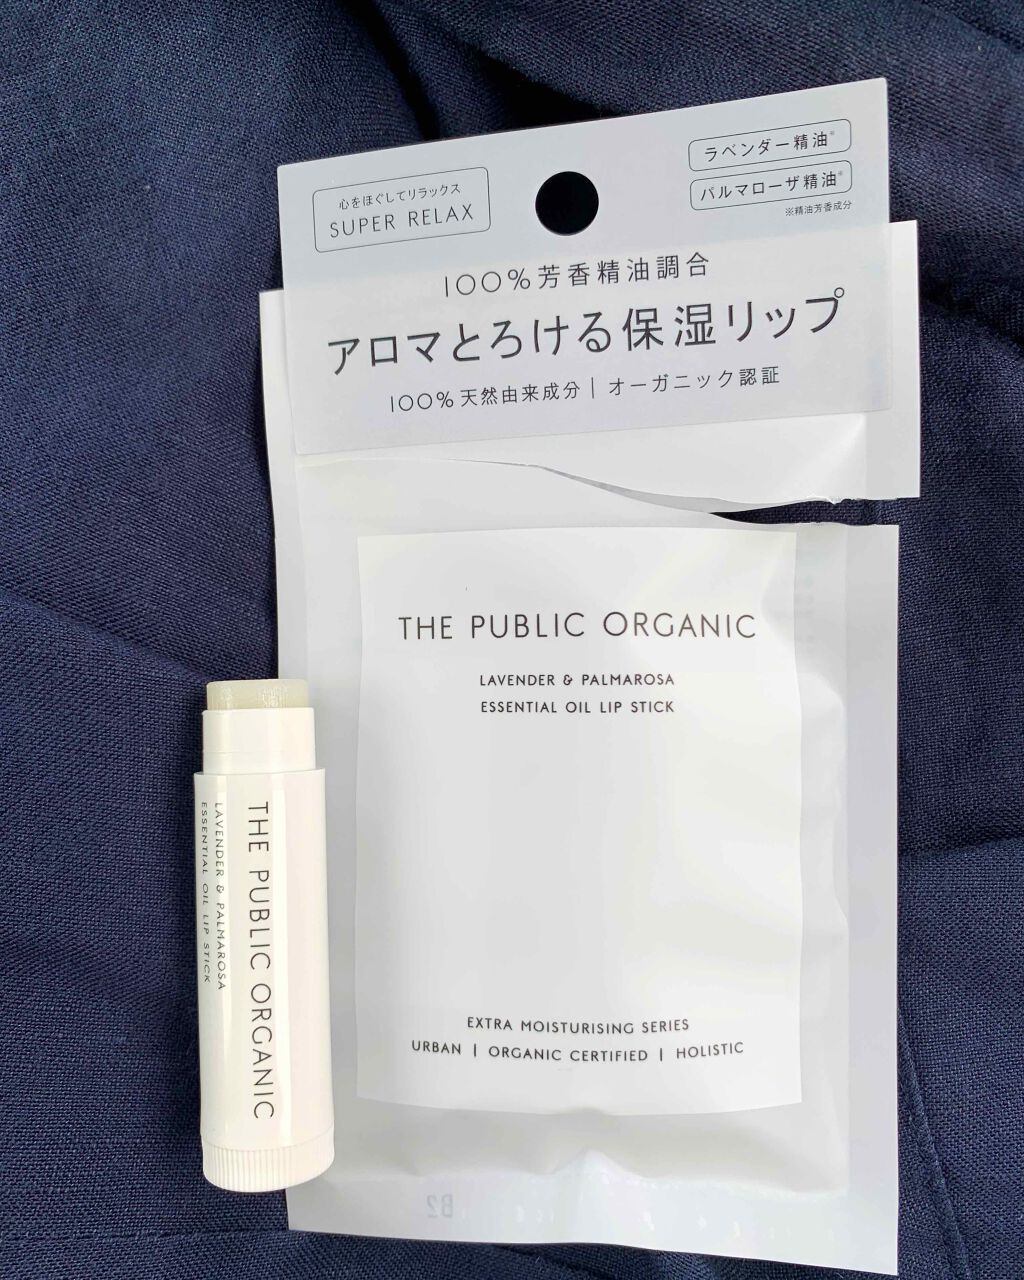 心をほぐしてリラックス
SUPER RELAX
ラベンダー精油※
パルマローザ精油※
※精油芳香成分
100%芳香精油調合
アロマとろける保湿リップ
100%天然由来成分 | オーガニック認証
THE PUBLIC ORGANIC
LAVENDER & PALMAROSA
ESSENTIAL OIL LIP STICK
EXTRA MOISTURISING SERIES
URBAN | ORGANIC CERTIFIED | HOLISTIC
THE PUBLIC ORGANIC
LAVENDER & PALMAROSA
ESSENTIAL OIL LIP STICK
B2